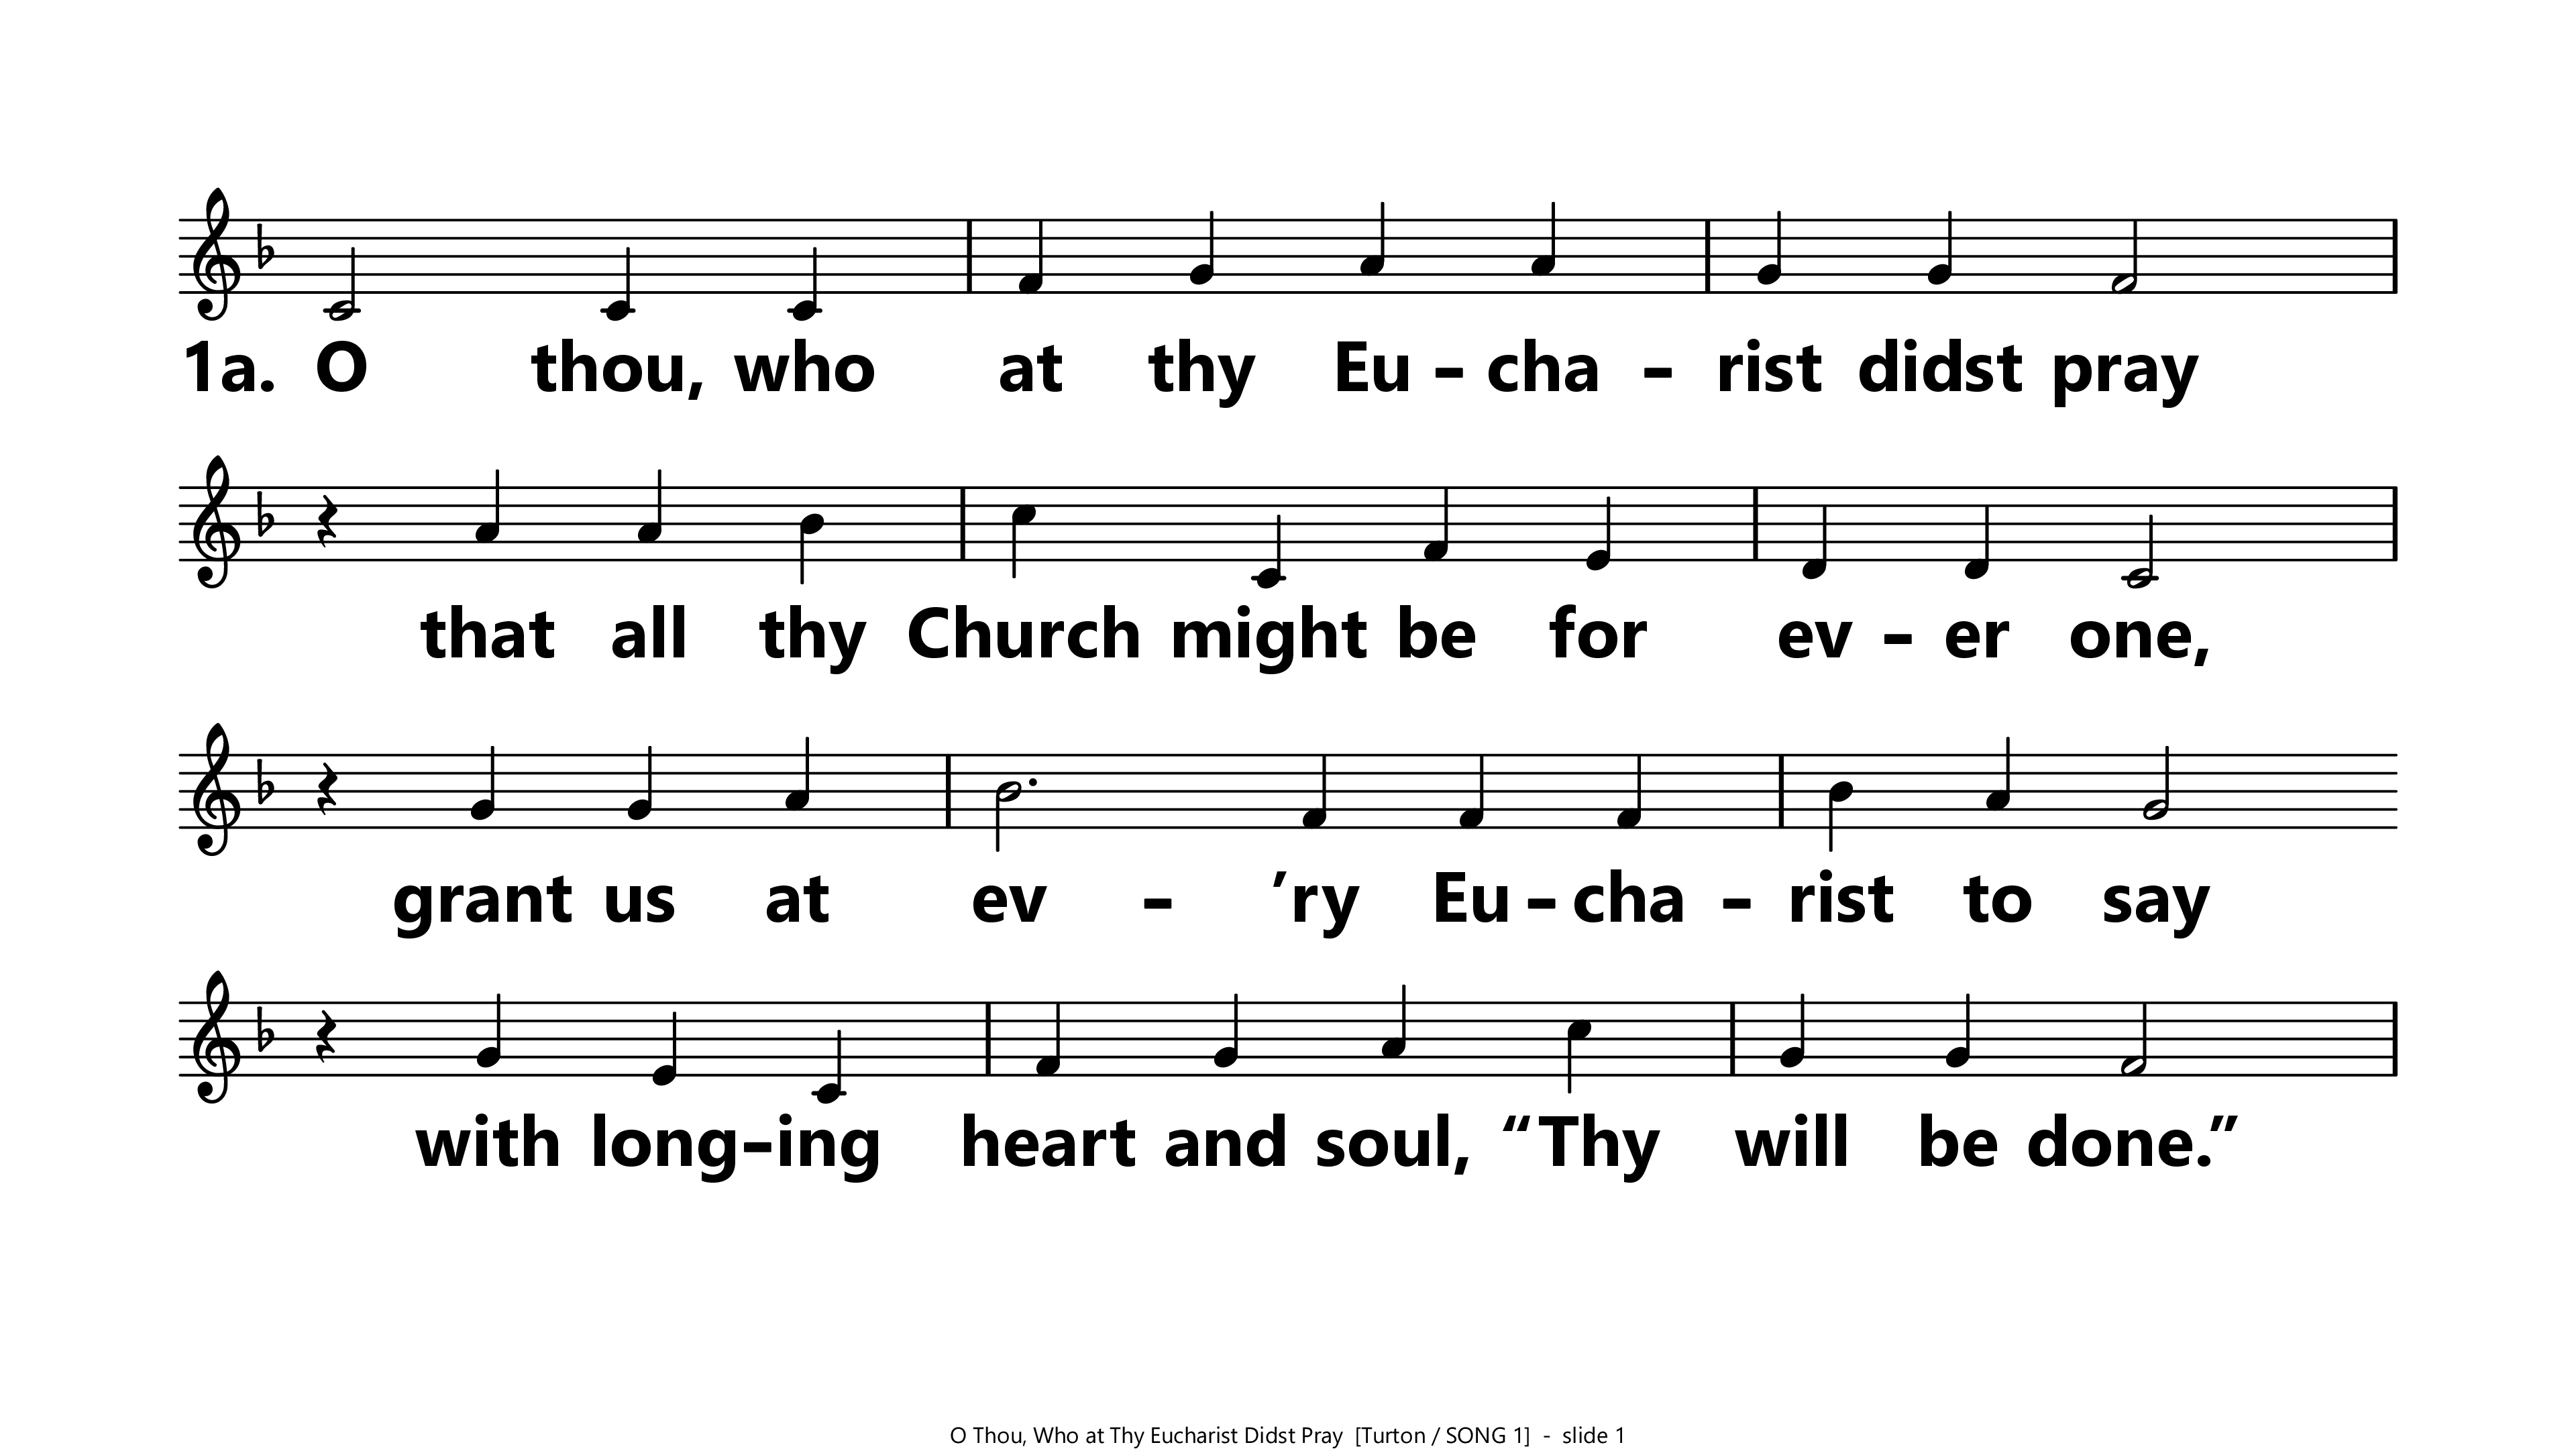 1a. O thou, who at thy Eu - cha - rist didst pray
that all thy Church might be for ev - er one,
grant us at ev - ’ry Eu - cha - rist to say
with long-ing heart and soul, “Thy will be done.”
O Thou, Who at Thy Eucharist Didst Pray [Turton / SONG 1] - slide 1